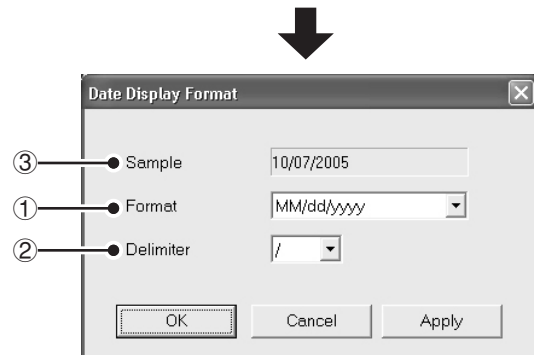 Date Display Format
③ Sample 10/07/2005
① Format MM/dd/yyyy
② Delimiter /
OK Cancel Apply